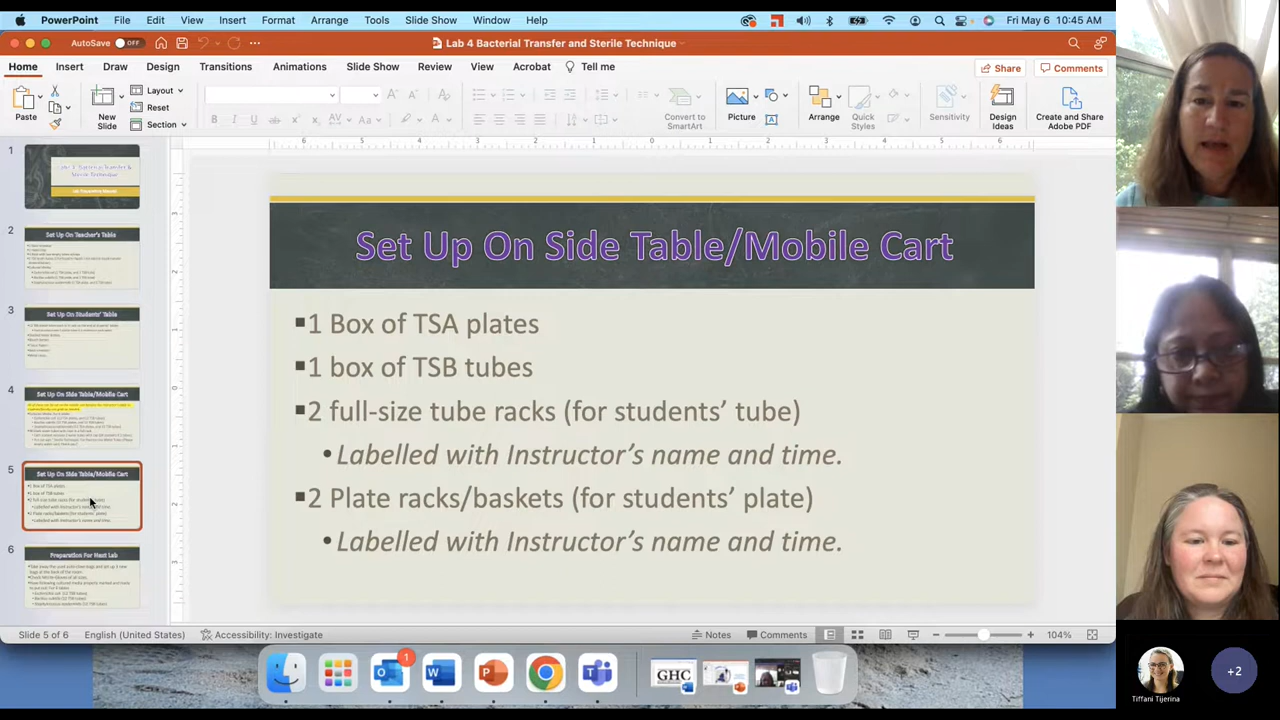 PowerPoint File Edit View Insert Format Arrange Tools Slide Show Window Help Fri May 6 10:45 AM
AutoSave OFF Lab 4 Bacterial Transfer and Sterile Technique
Home Insert Draw Design Transitions Animations Slide Show Review View Acrobat Tell me Share Comments
Paste
New Slide
Layout
Reset
Section
Convert to SmartArt
Picture
Arrange
Quick Styles
Sensitivity
Design Ideas
Create and Share Adobe PDF
1
2
Set Up On Teacher's Table
3
Set Up On Students' Table
4
Set Up On Side Table/Mobile Cart
5
Set Up On Side Table/Mobile Cart
6
Preparation For Next Lab
Set Up On Side Table/Mobile Cart
▪1 Box of TSA plates
▪1 box of TSB tubes
▪2 full-size tube racks (for students’ tube)
•Labelled with Instructor’s name and time.
▪2 Plate racks/baskets (for students’ plate)
•Labelled with Instructor’s name and time.
Slide 5 of 6 English (United States) Accessibility: Investigate Notes Comments 104%
1
GHC
Tiffani Tijerina
+2